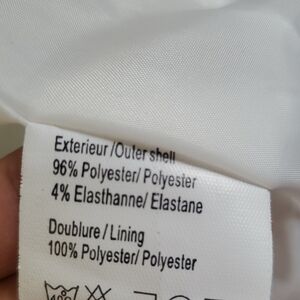 Exterieur/Outer shell
96% Polyester/ Polyester
4% Elasthanne/ Elastane
Doublure / Lining
100% Polyester/ Polyester